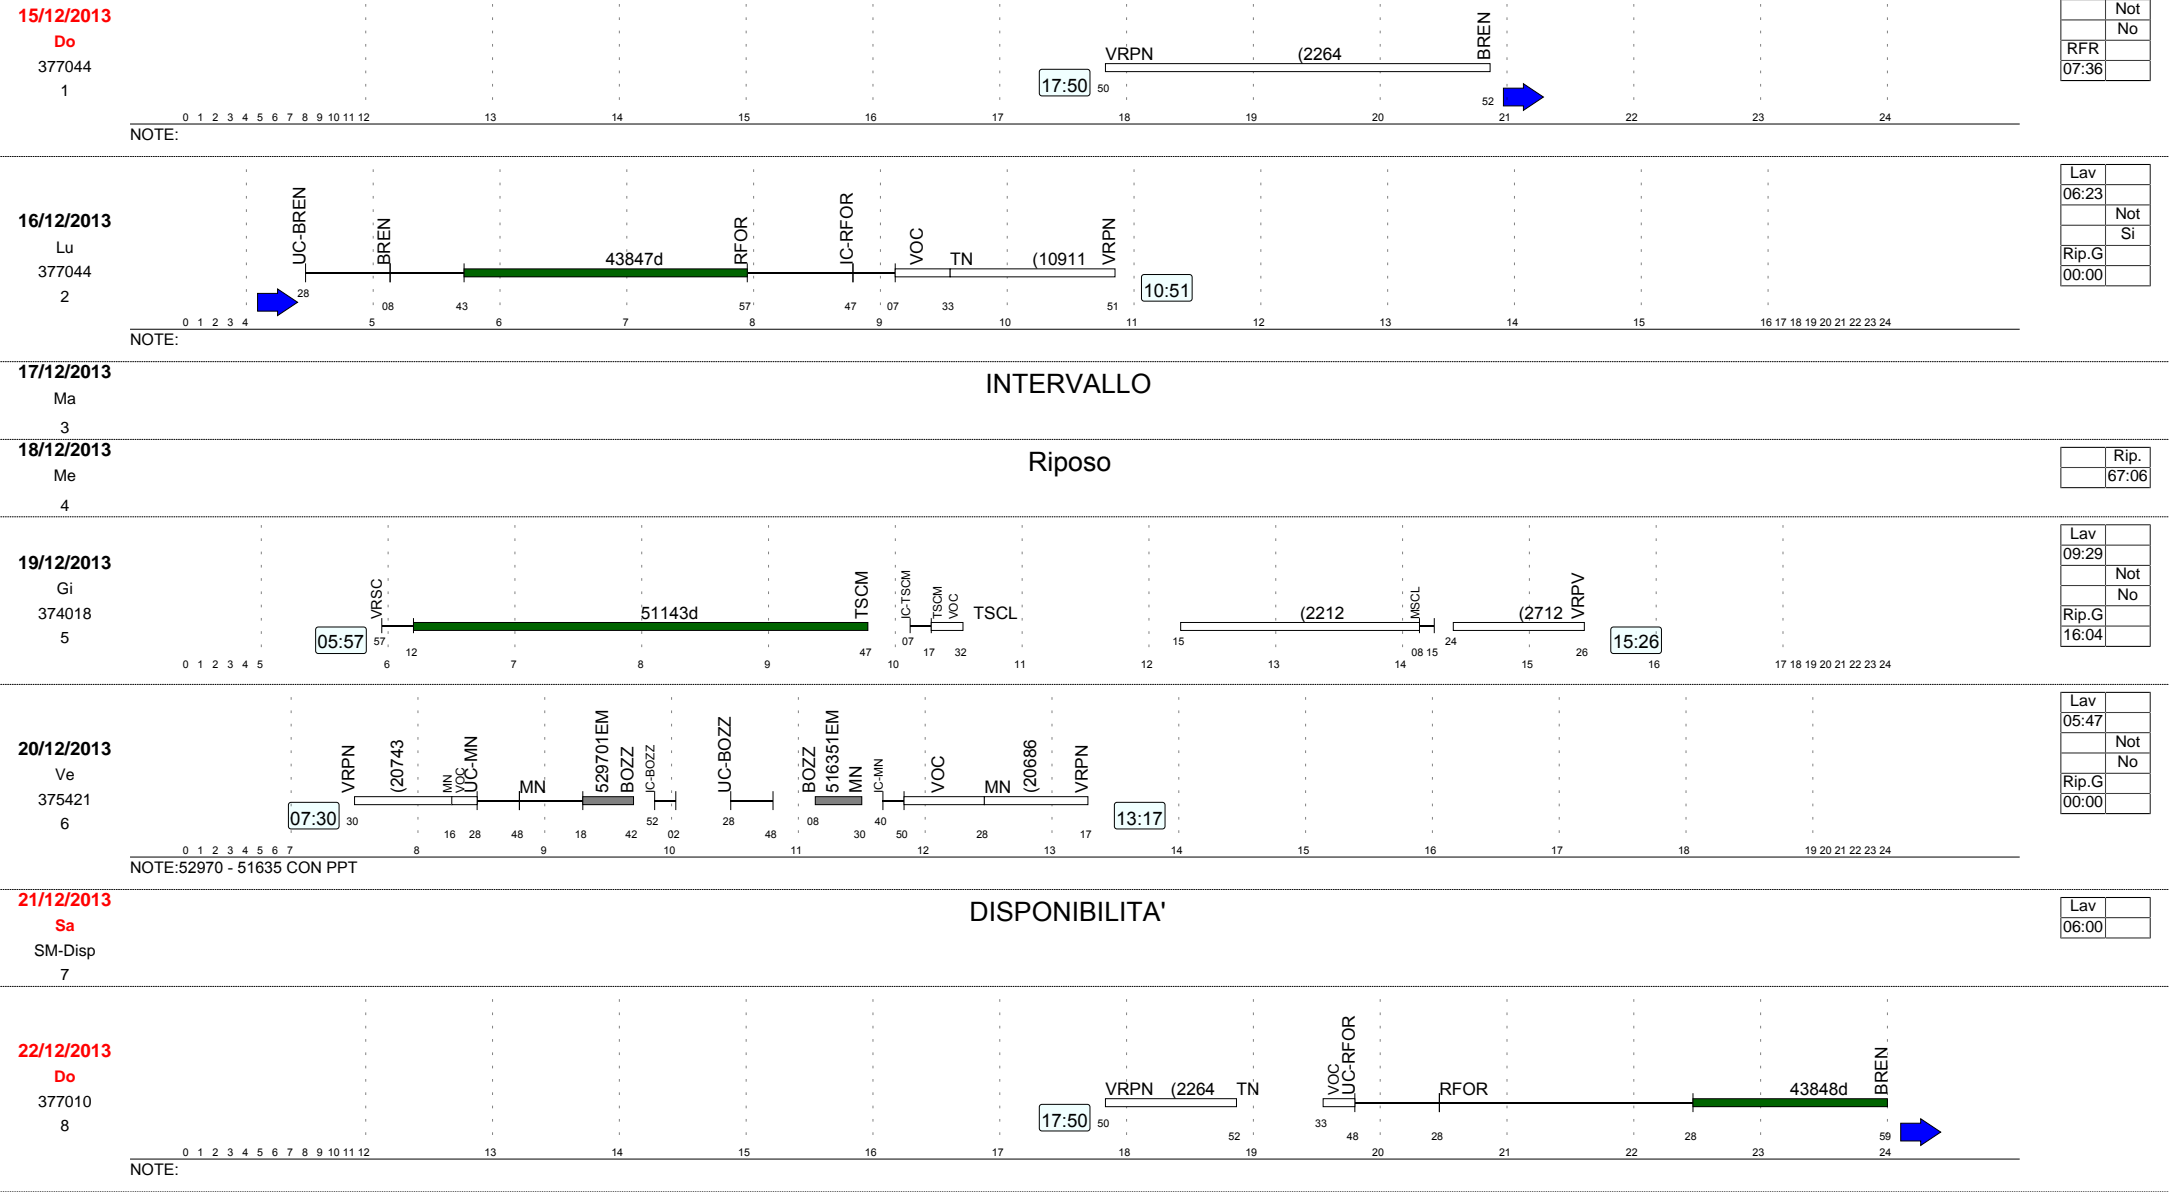 15/12/2013
Do
377044
1
VRPN (2264 BREN
17:50 50 52
0 1 2 3 4 5 6 7 8 9 10 11 12 13 14 15 16 17 18 19 20 21 22 23 24
NOTE:
Not
No
RFR
07:36
16/12/2013
Lu
377044
2
UC-BREN BREN 43847d RFOR IC-RFOR VOC TN (10911 VRPN
28 08 43 57 47 07 33 51 10:51
0 1 2 3 4 5 6 7 8 9 10 11 12 13 14 15 16 17 18 19 20 21 22 23 24
NOTE:
Lav
06:23
Not
Si
Rip.G
00:00
17/12/2013
Ma
3
INTERVALLO
18/12/2013
Me
4
Riposo
Rip.
67:06
19/12/2013
Gi
374018
5
VRSC 51143d TSCM IC-TSCM TSCM VOC TSCL (2212 MSCL (2712 VRPV
05:57 57 12 47 07 17 32 15 08 15 24 26 15:26
0 1 2 3 4 5 6 7 8 9 10 11 12 13 14 15 16 17 18 19 20 21 22 23 24
Lav
09:29
Not
No
Rip.G
16:04
20/12/2013
Ve
375421
6
VRPN (20743 MN VOC UC-MN MN 529701EM BOZZ IC-BOZZ UC-BOZZ BOZZ 516351EM MN IC-MN VOC MN (20686 VRPN
07:30 30 16 28 48 18 42 52 02 28 48 08 30 40 50 28 17 13:17
0 1 2 3 4 5 6 7 8 9 10 11 12 13 14 15 16 17 18 19 20 21 22 23 24
NOTE:52970 - 51635 CON PPT
Lav
05:47
Not
No
Rip.G
00:00
21/12/2013
Sa
SM-Disp
7
DISPONIBILITA'
Lav
06:00
22/12/2013
Do
377010
8
VRPN (2264 TN VOC UC-RFOR RFOR 43848d BREN
17:50 50 52 33 48 28 28 59
0 1 2 3 4 5 6 7 8 9 10 11 12 13 14 15 16 17 18 19 20 21 22 23 24
NOTE: